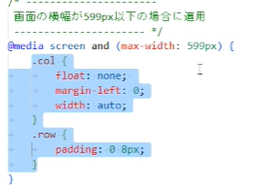 /* --------------------
画面の横幅が599px以下の場合に適用
-------------------- */
@media screen and (max-width: 599px) {
.col {
float: none;
margin-left: 0;
width: auto;
}
.row {
padding: 0 8px;
}
}